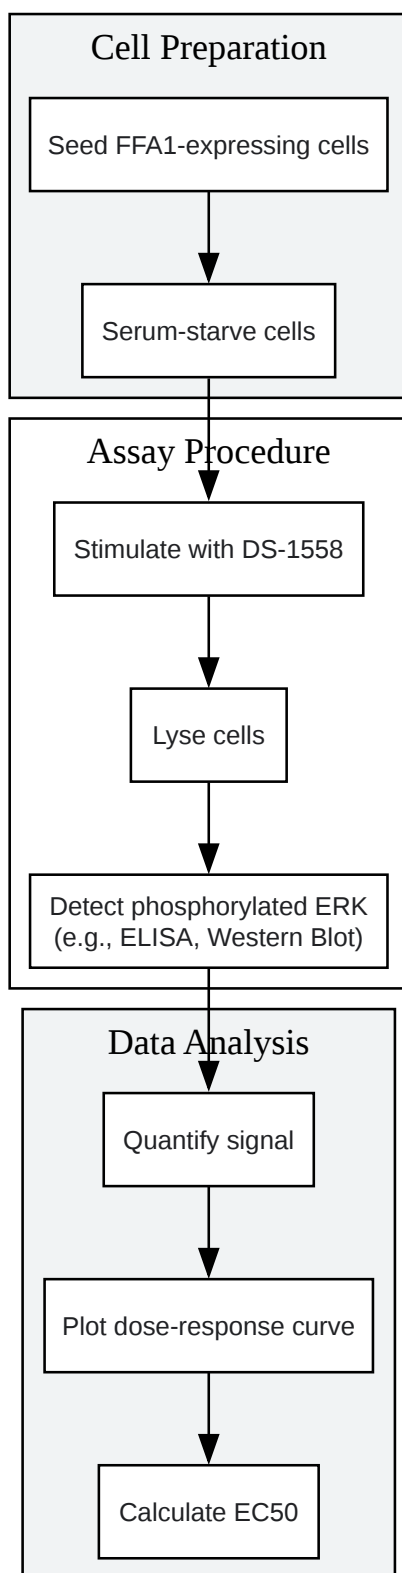 Cell Preparation
Seed FFA1-expressing cells
Serum-starve cells
Assay Procedure
Stimulate with DS-1558
Lyse cells
Detect phosphorylated ERK
(e.g., ELISA, Western Blot)
Data Analysis
Quantify signal
Plot dose-response curve
Calculate EC50